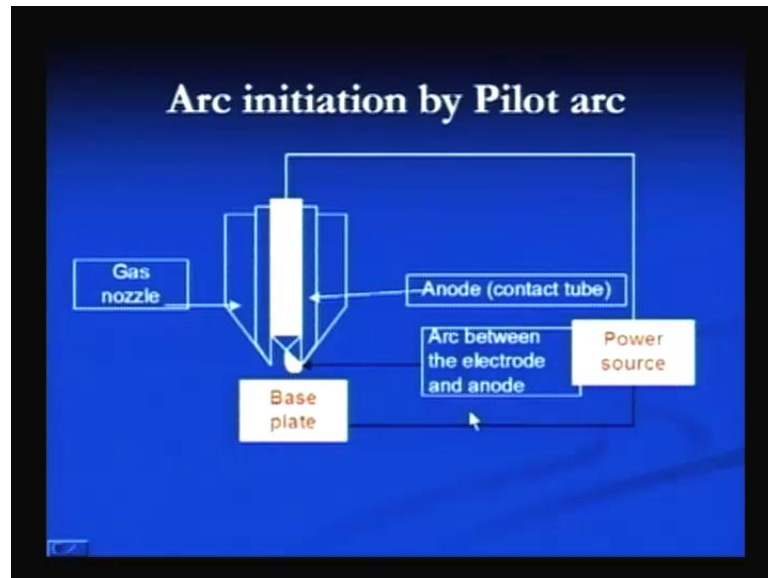 Arc initiation by Pilot arc
Gas
nozzle
Anode (contact tube)
Arc between
the electrode
and anode
Power
source
Base
plate